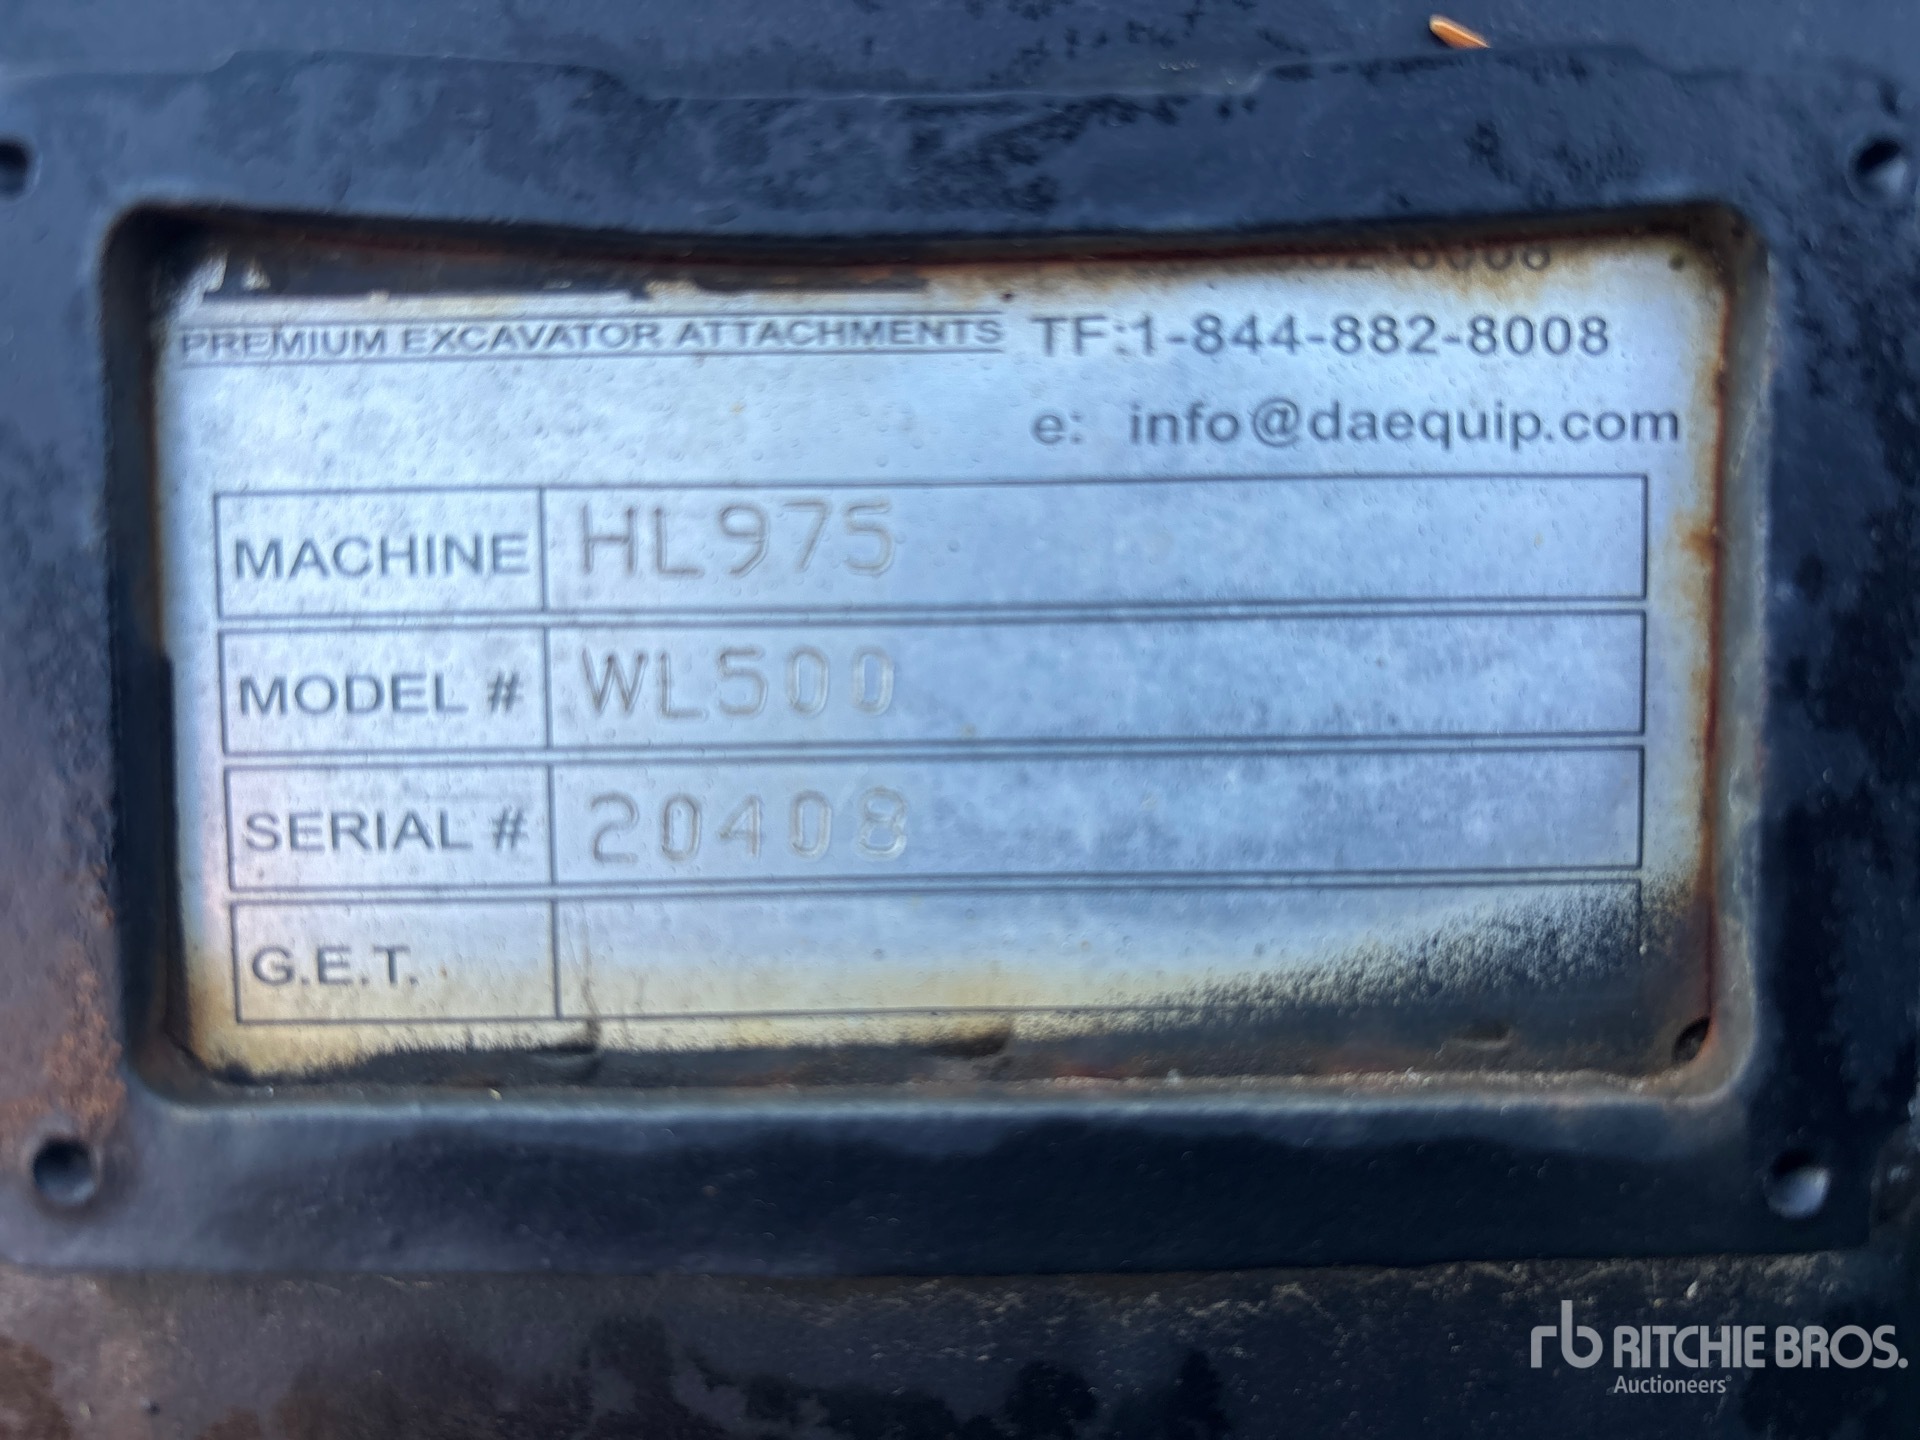 PREMIUM EXCAVATOR ATTACHMENTS TF:1-844-882-8008
e: info@daequip.com
MACHINE HL975
MODEL # WL500
SERIAL # 20408
G.E.T.
rb RITCHIE BROS.
Auctioneers